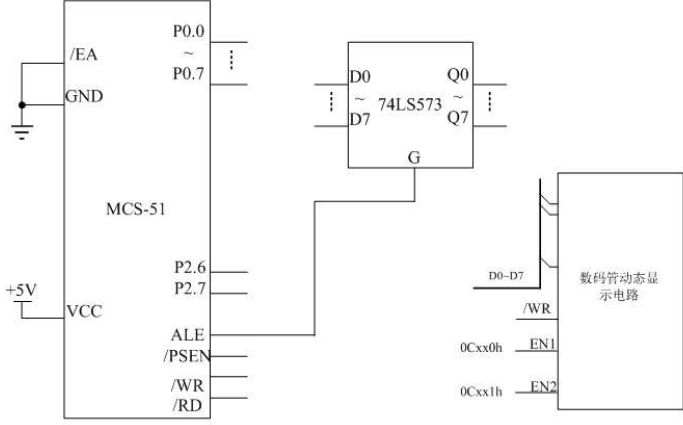 P0.0
~
P0.7
/EA
GND
MCS-51
+5V
VCC
P2.6
P2.7
ALE
/PSEN
/WR
/RD
D0
~
D7
74LS573
Q0
~
Q7
G
D0~D7
数码管动态显
示电路
/WR
0Cxx0h
EN1
0Cxx1h
EN2